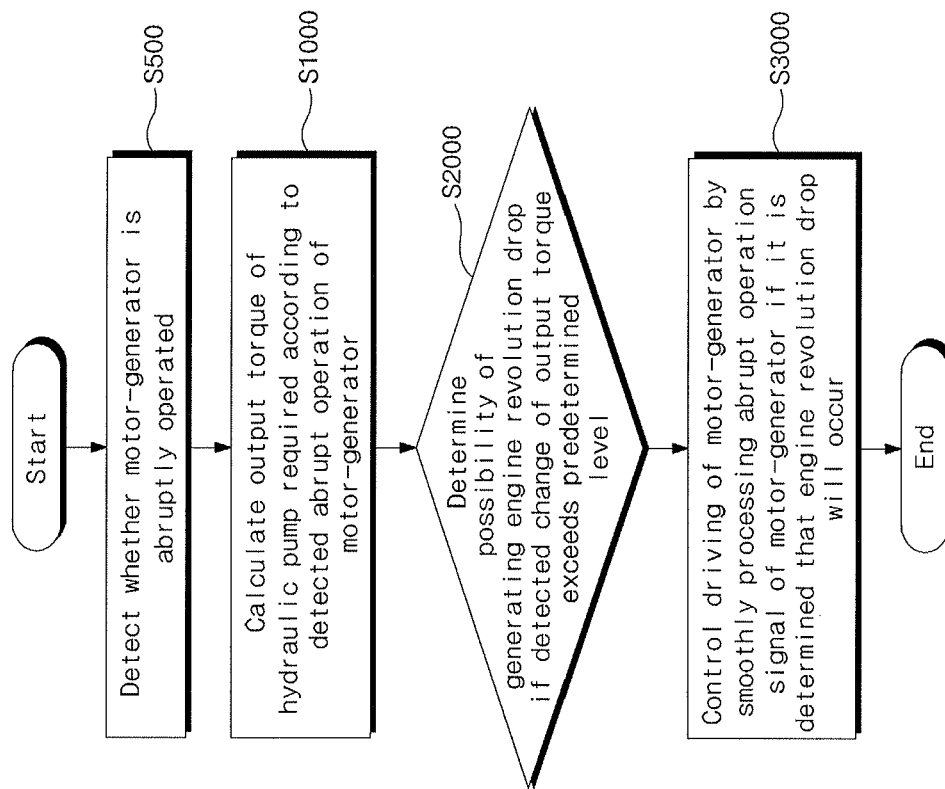 Start
Detect whether motor-generator is
abruptly operated
S500
Calculate output torque of
hydraulic pump required according to
detected abrupt operation of
motor-generator
S1000
Determine
possibility of
generating engine revolution drop
if detected change of output torque
exceeds predetermined
level
S2000
Control driving of motor-generator by
smoothly processing abrupt operation
signal of motor-generator if it is
determined that engine revolution drop
will occur
S3000
End